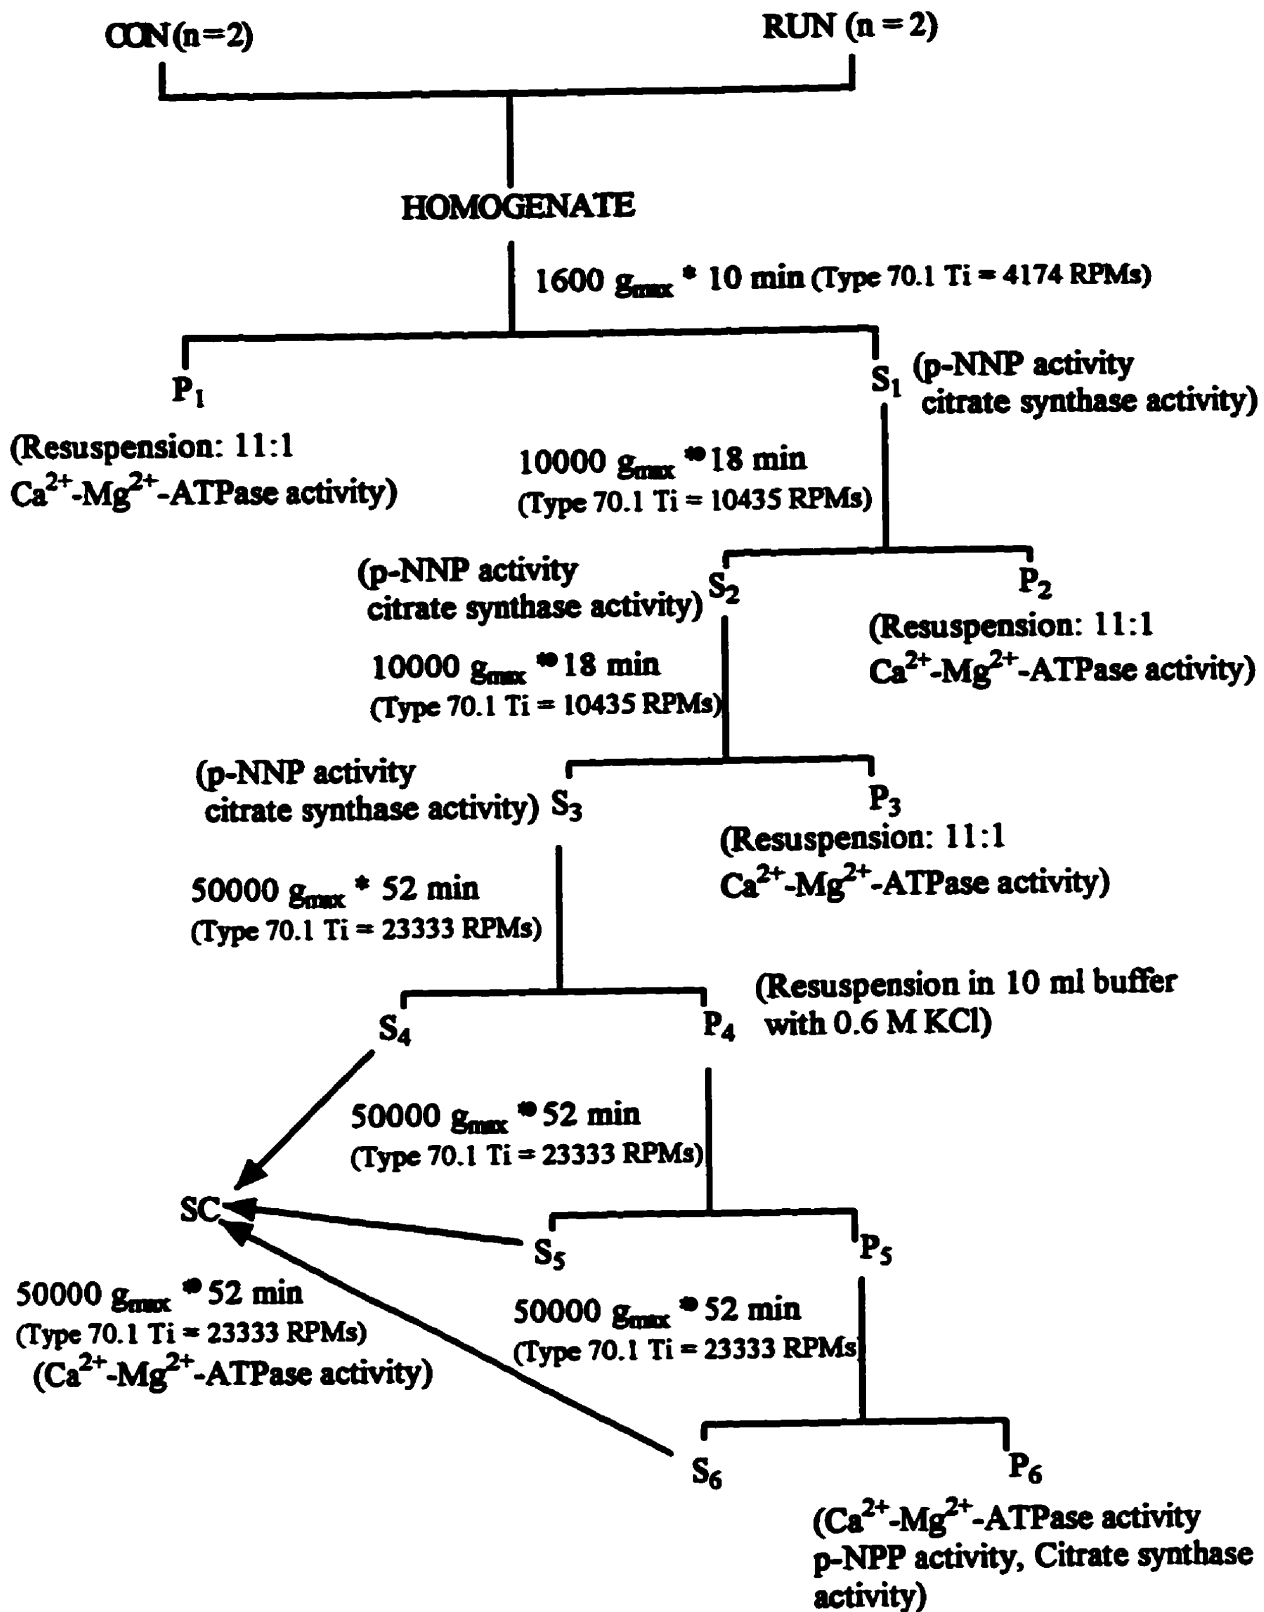 CON (n=2)
RUN (n = 2)
HOMOGENATE
1600 gmax * 10 min (Type 70.1 Ti = 4174 RPMs)
P1
(Resuspension: 11:1
Ca2+-Mg2+-ATPase activity)
S1 (p-NNP activity
citrate synthase activity)
10000 gmax * 18 min
(Type 70.1 Ti = 10435 RPMs)
(p-NNP activity
citrate synthase activity) S2
P2
(Resuspension: 11:1
Ca2+-Mg2+-ATPase activity)
10000 gmax * 18 min
(Type 70.1 Ti = 10435 RPMs)
(p-NNP activity
citrate synthase activity) S3
P3
(Resuspension: 11:1
Ca2+-Mg2+-ATPase activity)
50000 gmax * 52 min
(Type 70.1 Ti = 23333 RPMs)
S4
P4 (Resuspension in 10 ml buffer
with 0.6 M KCl)
50000 gmax * 52 min
(Type 70.1 Ti = 23333 RPMs)
SC
S5
P5
50000 gmax * 52 min
(Type 70.1 Ti = 23333 RPMs)
(Ca2+-Mg2+-ATPase activity)
50000 gmax * 52 min
(Type 70.1 Ti = 23333 RPMs)
S6
P6
(Ca2+-Mg2+-ATPase activity
p-NPP activity, Citrate synthase
activity)